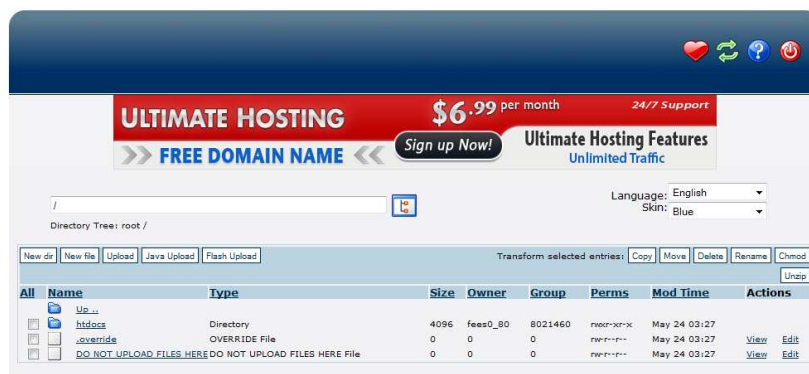 ULTIMATE HOSTING
$6.99 per month
24/7 Support
FREE DOMAIN NAME
Sign up Now!
Ultimate Hosting Features
Unlimited Traffic
/
Language: English
Skin: Blue
Directory Tree: root /
New dir New file Upload Java Upload Flash Upload Transform selected entries: Copy Move Delete Rename Chmod
Unzip
All Name Type Size Owner Group Perms Mod Time Actions
Up ..
htdocs Directory 4096 fees0_80 8021460 rwxr-xr-x May 24 03:27
.override OVERRIDE File 0 0 0 rw-r--r-- May 24 03:27 View Edit
DO NOT UPLOAD FILES HERE DO NOT UPLOAD FILES HERE File 0 0 0 rw-r--r-- May 24 03:27 View Edit